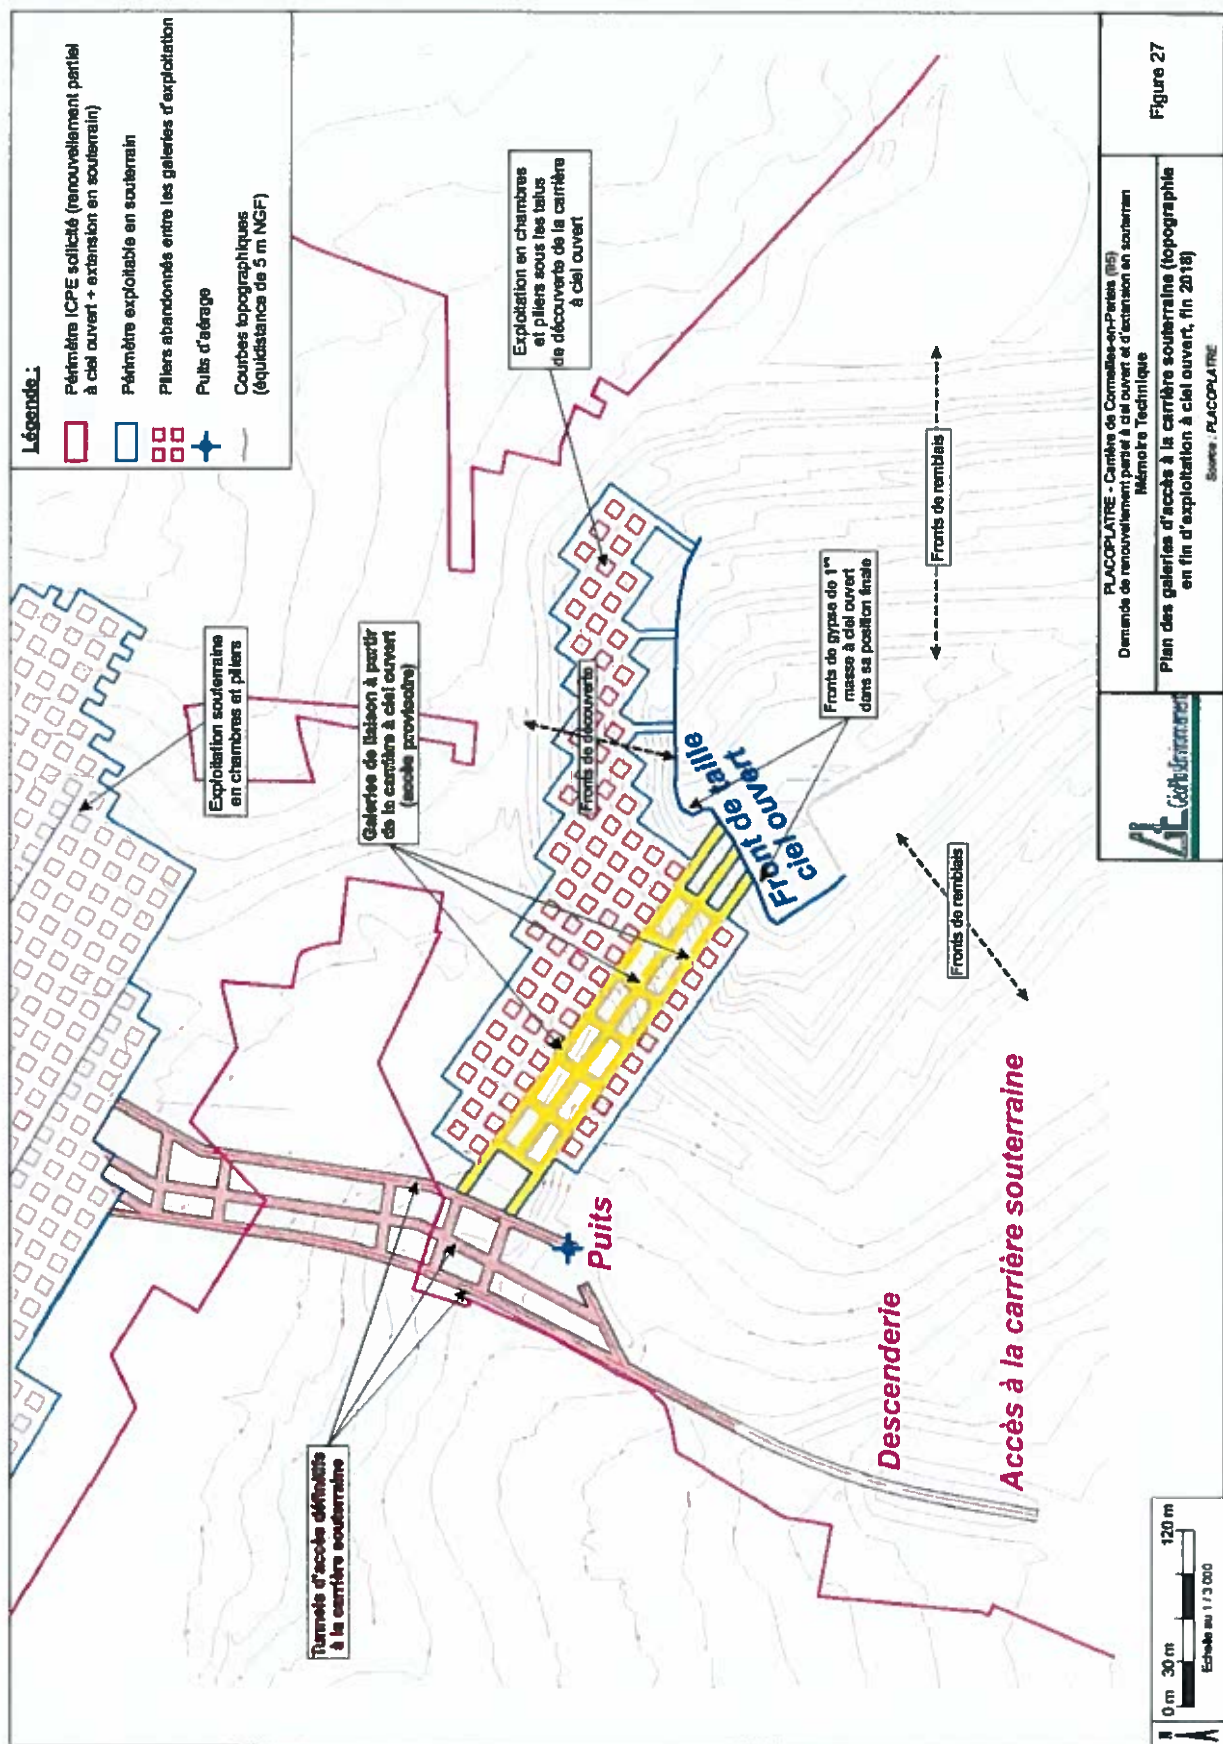 Légende :
Périmètre ICPE sollicité (renouvellement partiel
à ciel ouvert + extension en souterrain)
Périmètre exploitable en souterrain
Piliers abandonnés entre les galeries d'exploitation
Puits d'aérage
Courbes topographiques
(équidistance de 5 m NGF)
Exploitation souterraine
en chambres et piliers
Galeries de liaison à partir
de la carrière à ciel ouvert
(accès provisoire)
Exploitation en chambres
et piliers sous les talus
de découverte de la carrière
à ciel ouvert
Tunnels d'accès définitifs
à la carrière souterraine
Fronts de découverte
Front de taille
ciel ouvert
Fronts de gypse de 1ère
masse à ciel ouvert
dans sa position finale
Fronts de remblais
Fronts de remblais
Puits
Descenderie
Accès à la carrière souterraine
N
0 m 30 m 120 m
Echelle au 1 / 3 000
GéoPlusEnvironnement
PLACOPLATRE - Carrière de Cormeilles-en-Parisis (95)
Demande de renouvellement partiel à ciel ouvert et d'extension en souterrain
Mémoire Technique
Plan des galeries d'accès à la carrière souterraine (topographie
en fin d'exploitation à ciel ouvert, fin 2018)
Source : PLACOPLATRE
Figure 27